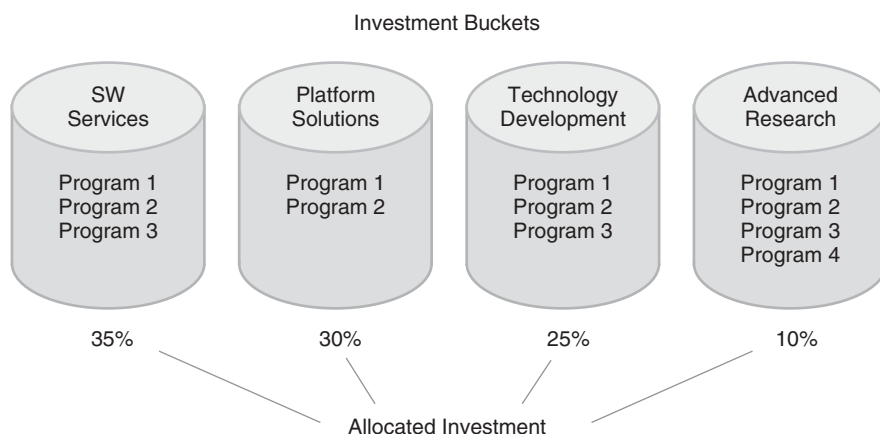 Investment Buckets
SW
Services
Program 1
Program 2
Program 3
35%
Platform
Solutions
Program 1
Program 2
30%
Technology
Development
Program 1
Program 2
Program 3
25%
Advanced
Research
Program 1
Program 2
Program 3
Program 4
10%
Allocated Investment